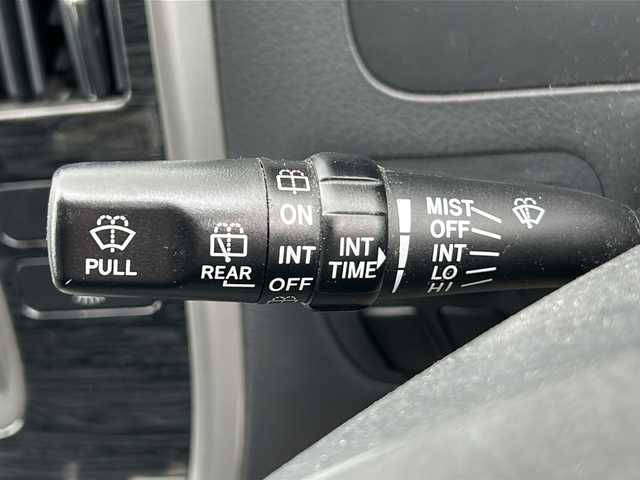 PULL
REAR
ON
INT
OFF
INT
TIME
MIST
OFF
INT
LO
HI